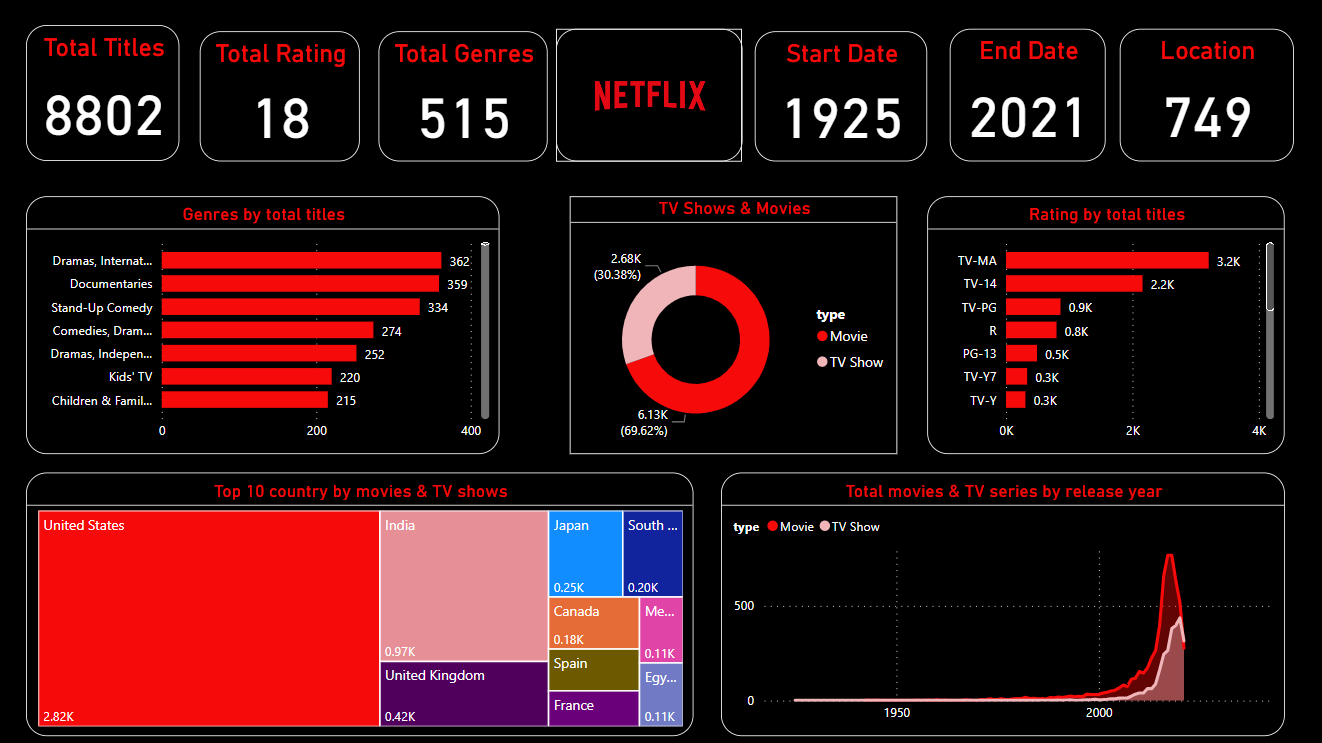 Total Titles
8802
Total Rating
18
Total Genres
515
NETFLIX
Start Date
1925
End Date
2021
Location
749
Genres by total titles
Dramas, Internat... 362
Documentaries 359
Stand-Up Comedy 334
Comedies, Dram... 274
Dramas, Indepen... 252
Kids' TV 220
Children & Famil... 215
0 200 400
TV Shows & Movies
2.68K
(30.38%)
6.13K
(69.62%)
type
Movie
TV Show
Rating by total titles
TV-MA 3.2K
TV-14 2.2K
TV-PG 0.9K
R 0.8K
PG-13 0.5K
TV-Y7 0.3K
TV-Y 0.3K
0K 2K 4K
Top 10 country by movies & TV shows
United States
2.82K
India
0.97K
United Kingdom
0.42K
Japan
0.25K
South ...
0.20K
Canada
0.18K
Me...
0.11K
Spain
France
Egy...
0.11K
Total movies & TV series by release year
type Movie TV Show
500
0
1950 2000